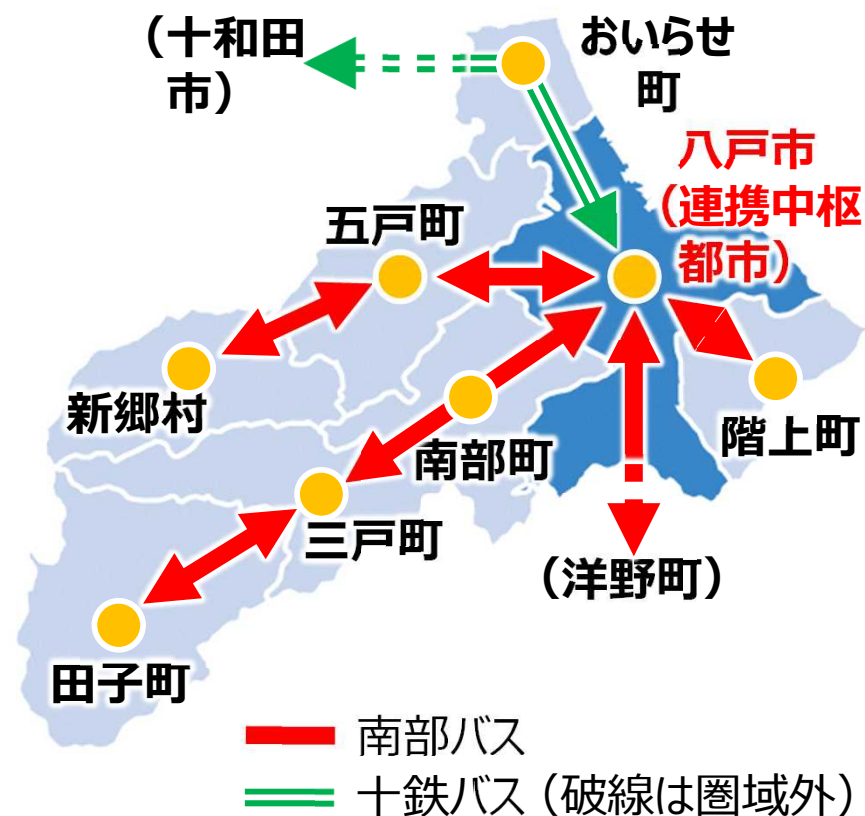 （十和田
市）
おいらせ
町
八戸市
（連携中枢
都市）
五戸町
新郷村
南部町
階上町
三戸町
（洋野町）
田子町
南部バス
十鉄バス（破線は圏域外）